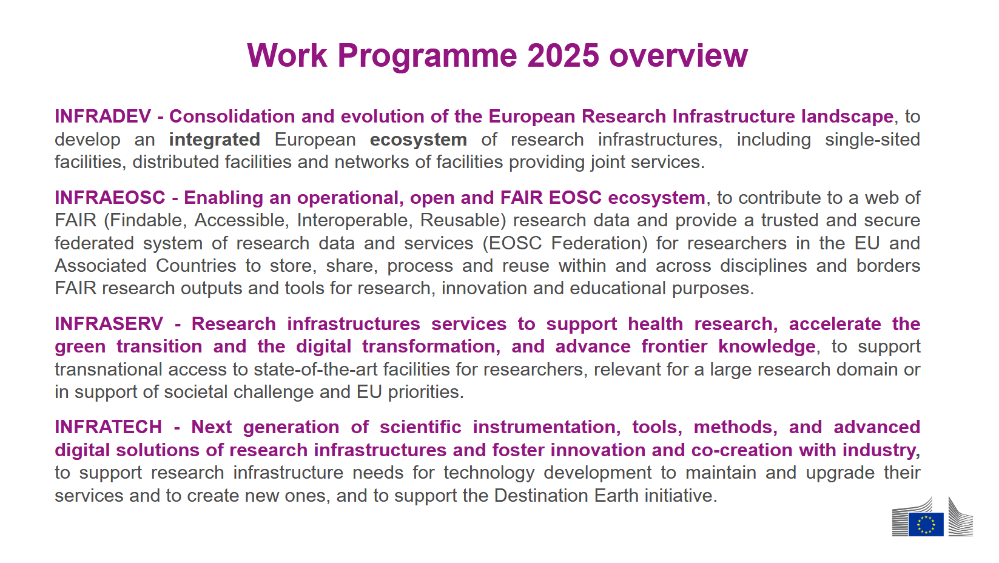 Work Programme 2025 overview
INFRADEV - Consolidation and evolution of the European Research Infrastructure landscape, to
develop an integrated European ecosystem of research infrastructures, including single-sited
facilities, distributed facilities and networks of facilities providing joint services.
INFRAEOSC - Enabling an operational, open and FAIR EOSC ecosystem, to contribute to a web of
FAIR (Findable, Accessible, Interoperable, Reusable) research data and provide a trusted and secure
federated system of research data and services (EOSC Federation) for researchers in the EU and
Associated Countries to store, share, process and reuse within and across disciplines and borders
FAIR research outputs and tools for research, innovation and educational purposes.
INFRASERV - Research infrastructures services to support health research, accelerate the
green transition and the digital transformation, and advance frontier knowledge, to support
transnational access to state-of-the-art facilities for researchers, relevant for a large research domain or
in support of societal challenge and EU priorities.
INFRATECH - Next generation of scientific instrumentation, tools, methods, and advanced
digital solutions of research infrastructures and foster innovation and co-creation with industry,
to support research infrastructure needs for technology development to maintain and upgrade their
services and to create new ones, and to support the Destination Earth initiative.